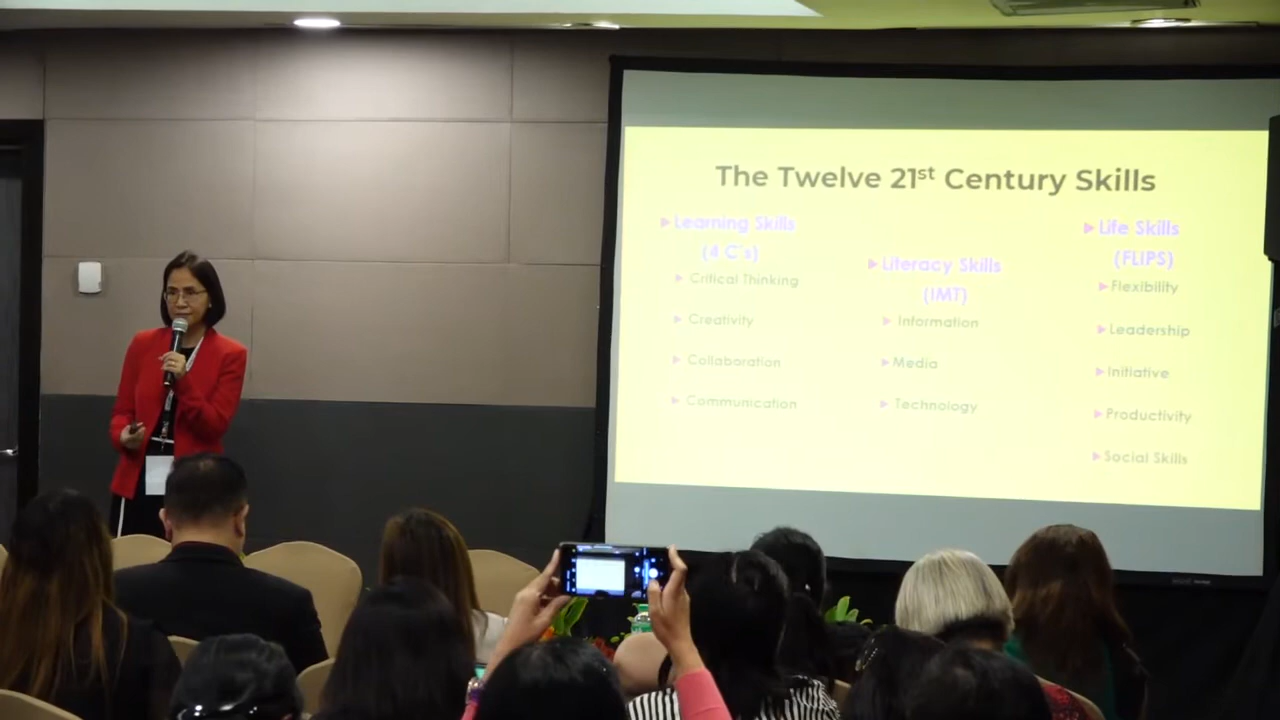 The Twelve 21st Century Skills
Learning Skills
(4 C's)
Critical Thinking
Creativity
Collaboration
Communication
Literacy Skills
(IMT)
Information
Media
Technology
Life Skills
(FLIPS)
Flexibility
Leadership
Initiative
Productivity
Social Skills